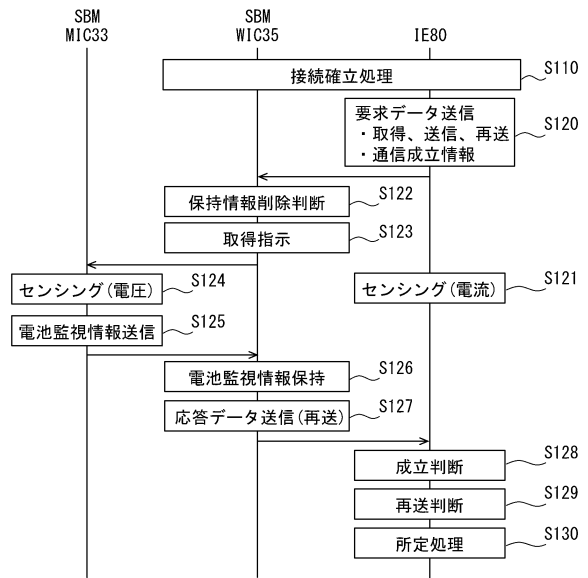 SBM
MIC33
SBM
WIC35
IE80
接続確立処理
S110
要求データ送信
・取得、送信、再送
・通信成立情報
S120
保持情報削除判断
S122
取得指示
S123
センシング(電圧)
S124
センシング(電流)
S121
電池監視情報送信
S125
電池監視情報保持
S126
応答データ送信(再送)
S127
成立判断
S128
再送判断
S129
所定処理
S130